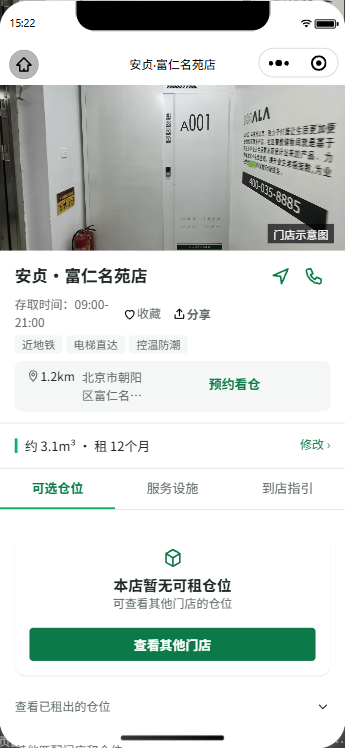 15:22
安贞·富仁名苑店
A001
400-035-8885
门店示意图
安贞·富仁名苑店
存取时间：09:00-
21:00
收藏
分享
近地铁
电梯直达
控温防潮
1.2km
北京市朝阳
区富仁名…
预约看仓
约 3.1m³ · 租 12个月
修改 ›
可选仓位
服务设施
到店指引
本店暂无可租仓位
可查看其他门店的仓位
查看其他门店
查看已租出的仓位